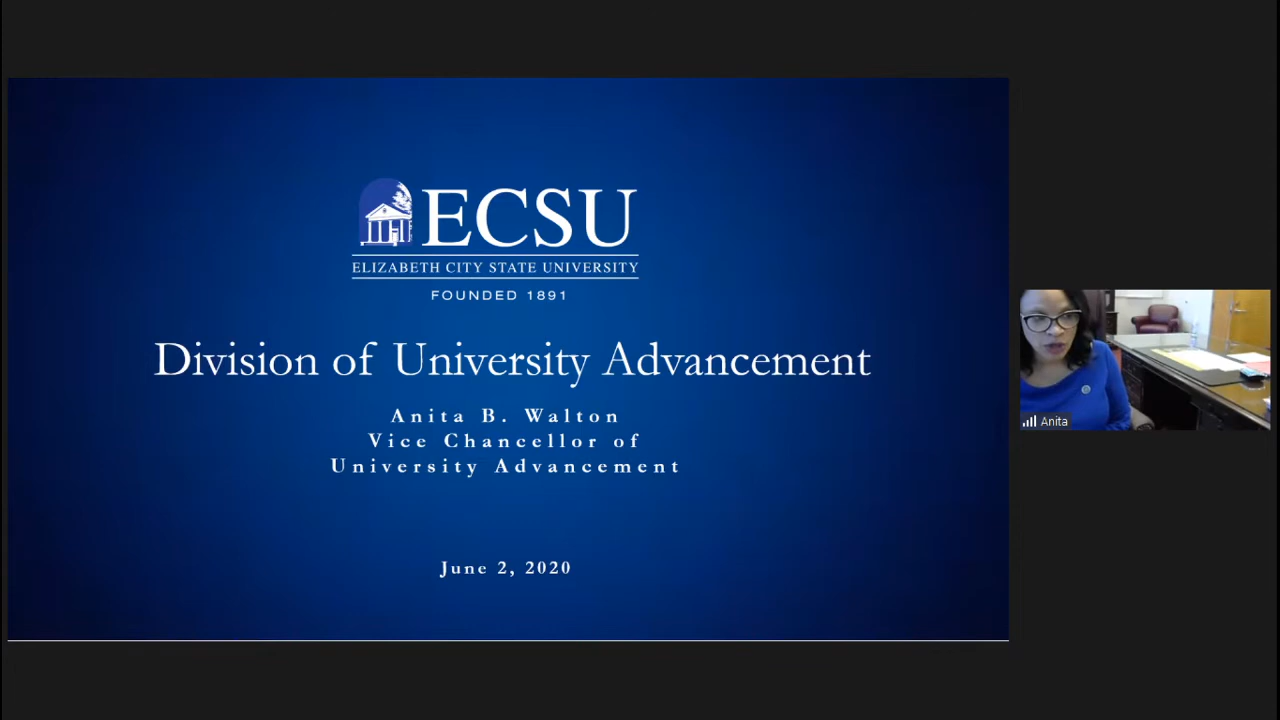 ECSU
ELIZABETH CITY STATE UNIVERSITY
FOUNDED 1891
Division of University Advancement
Anita B. Walton
Vice Chancellor of
University Advancement
June 2, 2020
Anita